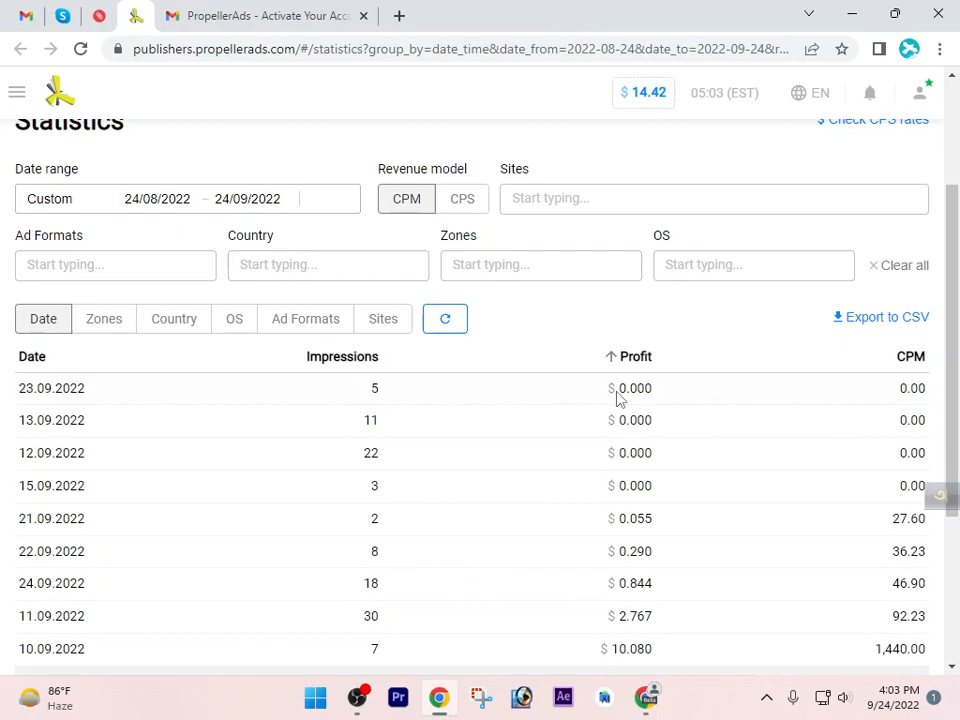 PropellerAds - Activate Your Acc
publishers.propellerads.com/#/statistics?group_by=date_time&date_from=2022-08-24&date_to=2022-09-24&r...
$ 14.42
05:03 (EST)
EN
Statistics
$ Check CPS rates
Date range
Revenue model
Sites
Custom
24/08/2022 – 24/09/2022
CPM
CPS
Start typing...
Ad Formats
Country
Zones
OS
Start typing...
Start typing...
Start typing...
Start typing...
Clear all
Date
Zones
Country
OS
Ad Formats
Sites
Export to CSV
Date Impressions Profit CPM
23.09.2022 5 $ 0.000 0.00
13.09.2022 11 $ 0.000 0.00
12.09.2022 22 $ 0.000 0.00
15.09.2022 3 $ 0.000 0.00
21.09.2022 2 $ 0.055 27.60
22.09.2022 8 $ 0.290 36.23
24.09.2022 18 $ 0.844 46.90
11.09.2022 30 $ 2.767 92.23
10.09.2022 7 $ 10.080 1,440.00
86°F
Haze
Pr
Ae
4:03 PM
9/24/2022
1